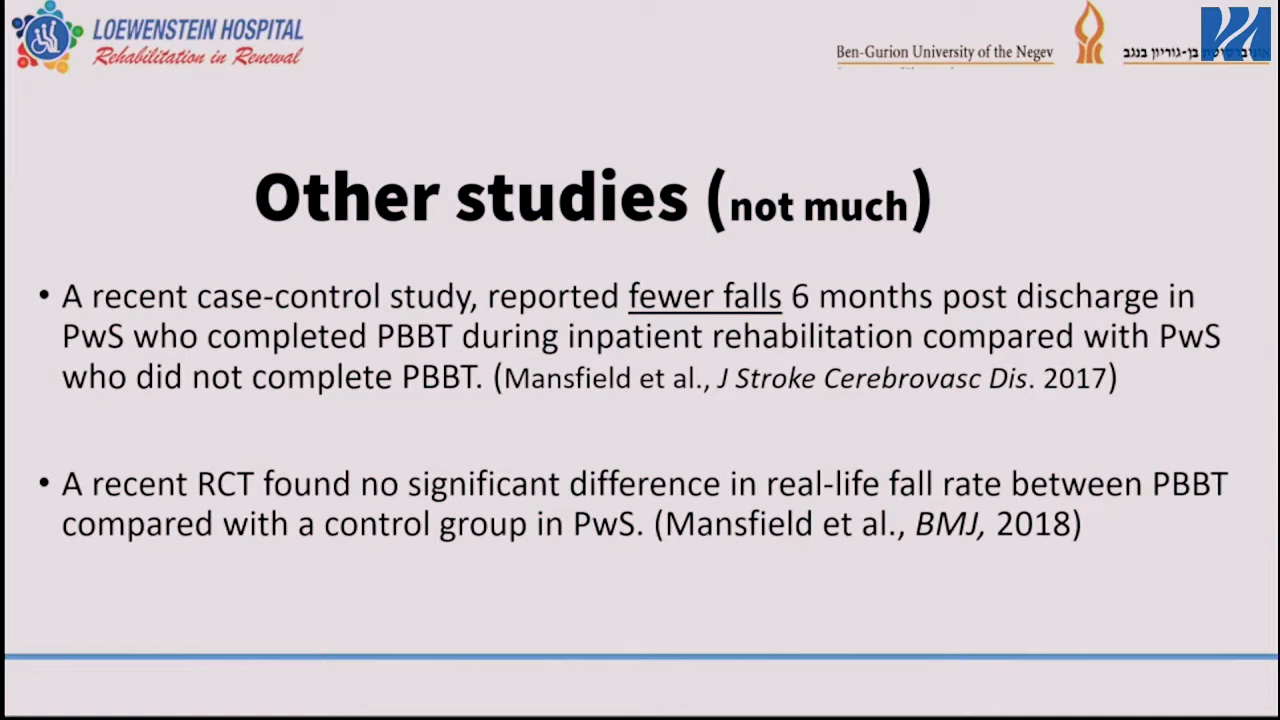 LOEWENSTEIN HOSPITAL
Rehabilitation in Renewal
Ben-Gurion University of the Negev
בן-גוריון בנגב
Other studies (not much)
• A recent case-control study, reported fewer falls 6 months post discharge in
PwS who completed PBBT during inpatient rehabilitation compared with PwS
who did not complete PBBT. (Mansfield et al., J Stroke Cerebrovasc Dis. 2017)
• A recent RCT found no significant difference in real-life fall rate between PBBT
compared with a control group in PwS. (Mansfield et al., BMJ, 2018)